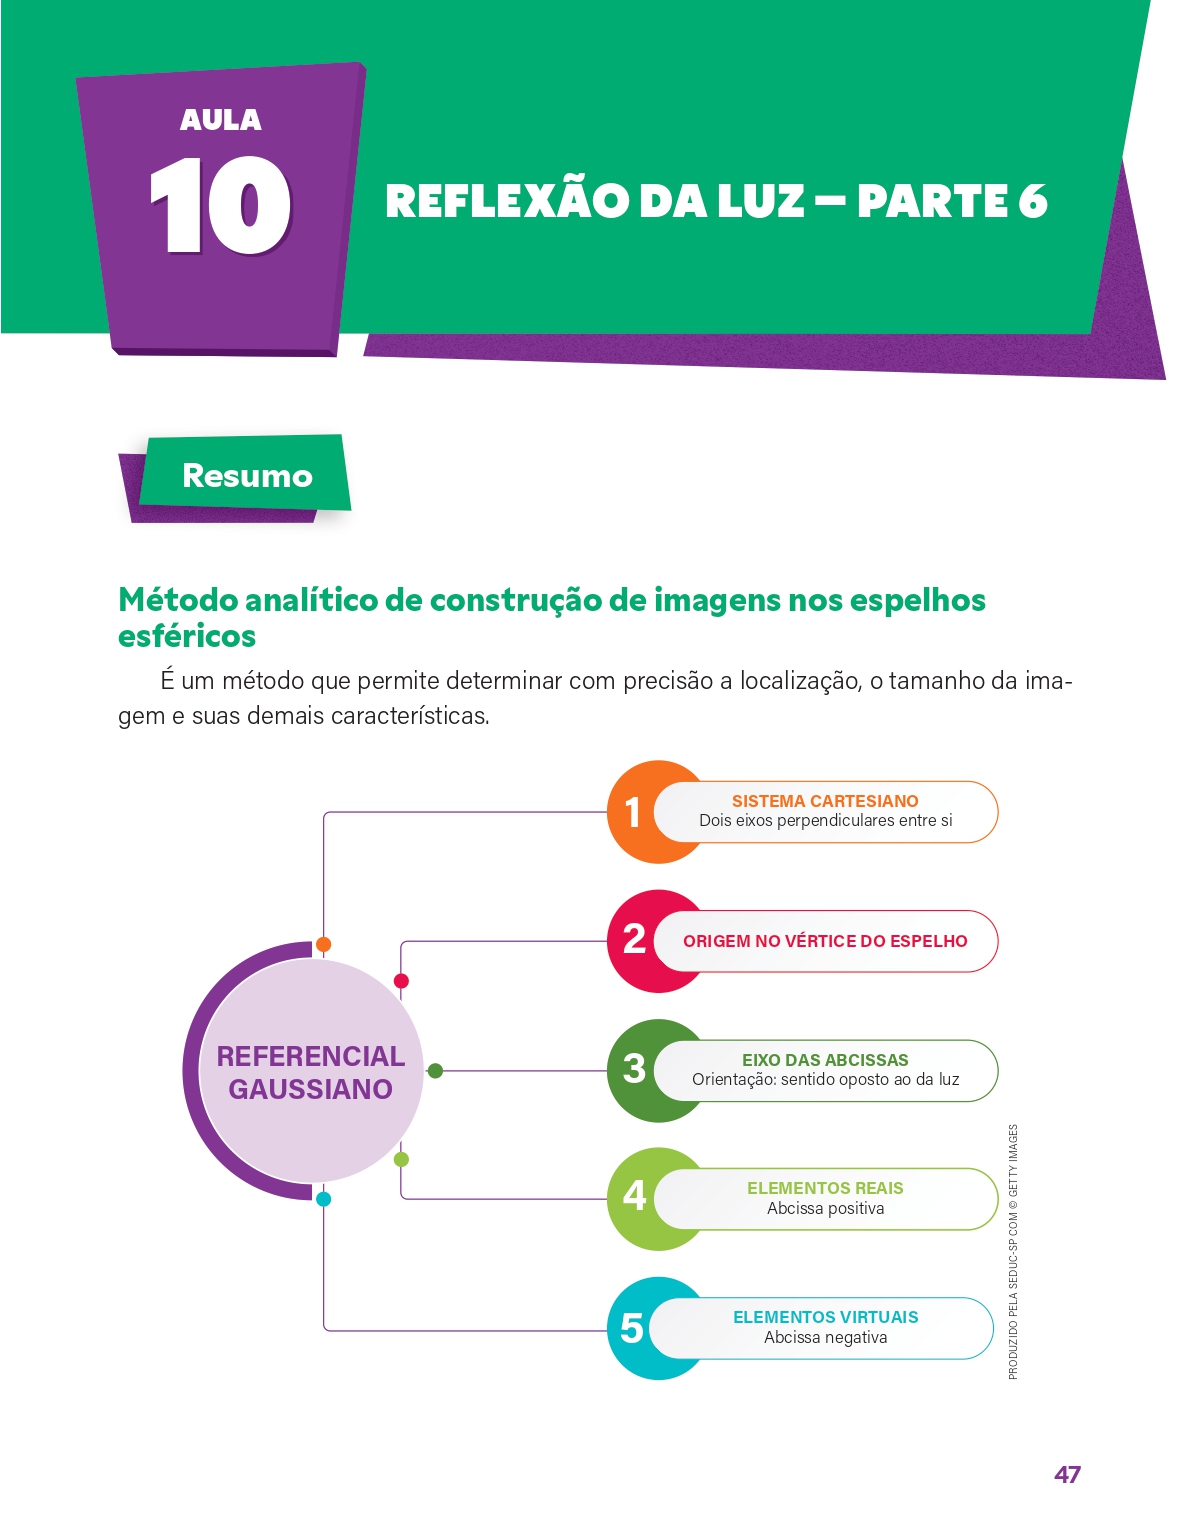 AULA
10
REFLEXÃO DA LUZ – PARTE 6
Resumo
Método analítico de construção de imagens nos espelhos
esféricos
É um método que permite determinar com precisão a localização, o tamanho da ima-
gem e suas demais características.
1
SISTEMA CARTESIANO
Dois eixos perpendiculares entre si
2
ORIGEM NO VÉRTICE DO ESPELHO
REFERENCIAL
GAUSSIANO
3
EIXO DAS ABCISSAS
Orientação: sentido oposto ao da luz
4
ELEMENTOS REAIS
Abcissa positiva
5
ELEMENTOS VIRTUAIS
Abcissa negativa
PRODUZIDO PELA SEDUC-SP COM © GETTY IMAGES
47